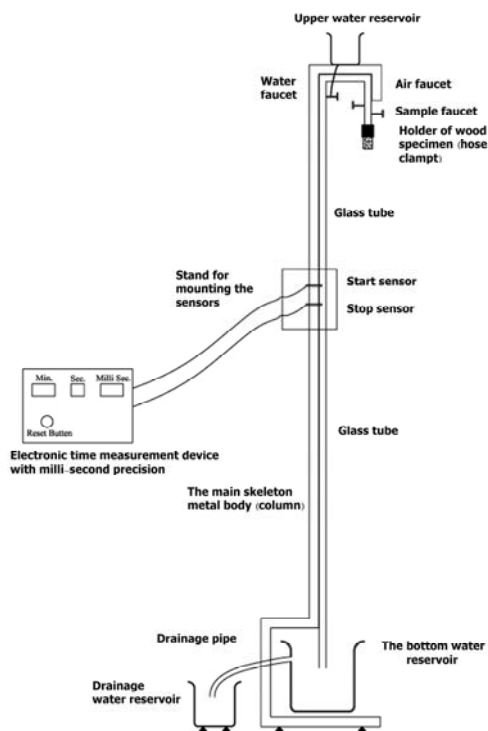 Upper water reservoir
Water
faucet
Air faucet
Sample faucet
Holder of wood
specimen (hose
clampt)
Glass tube
Stand for
mounting the
sensors
Start sensor
Stop sensor
Min.
Sec.
Milli Sec.
Reset Butten
Electronic time measurement device
with milli-second precision
Glass tube
The main skeleton
metal body (column)
Drainage pipe
The bottom water
reservoir
Drainage
water reservoir